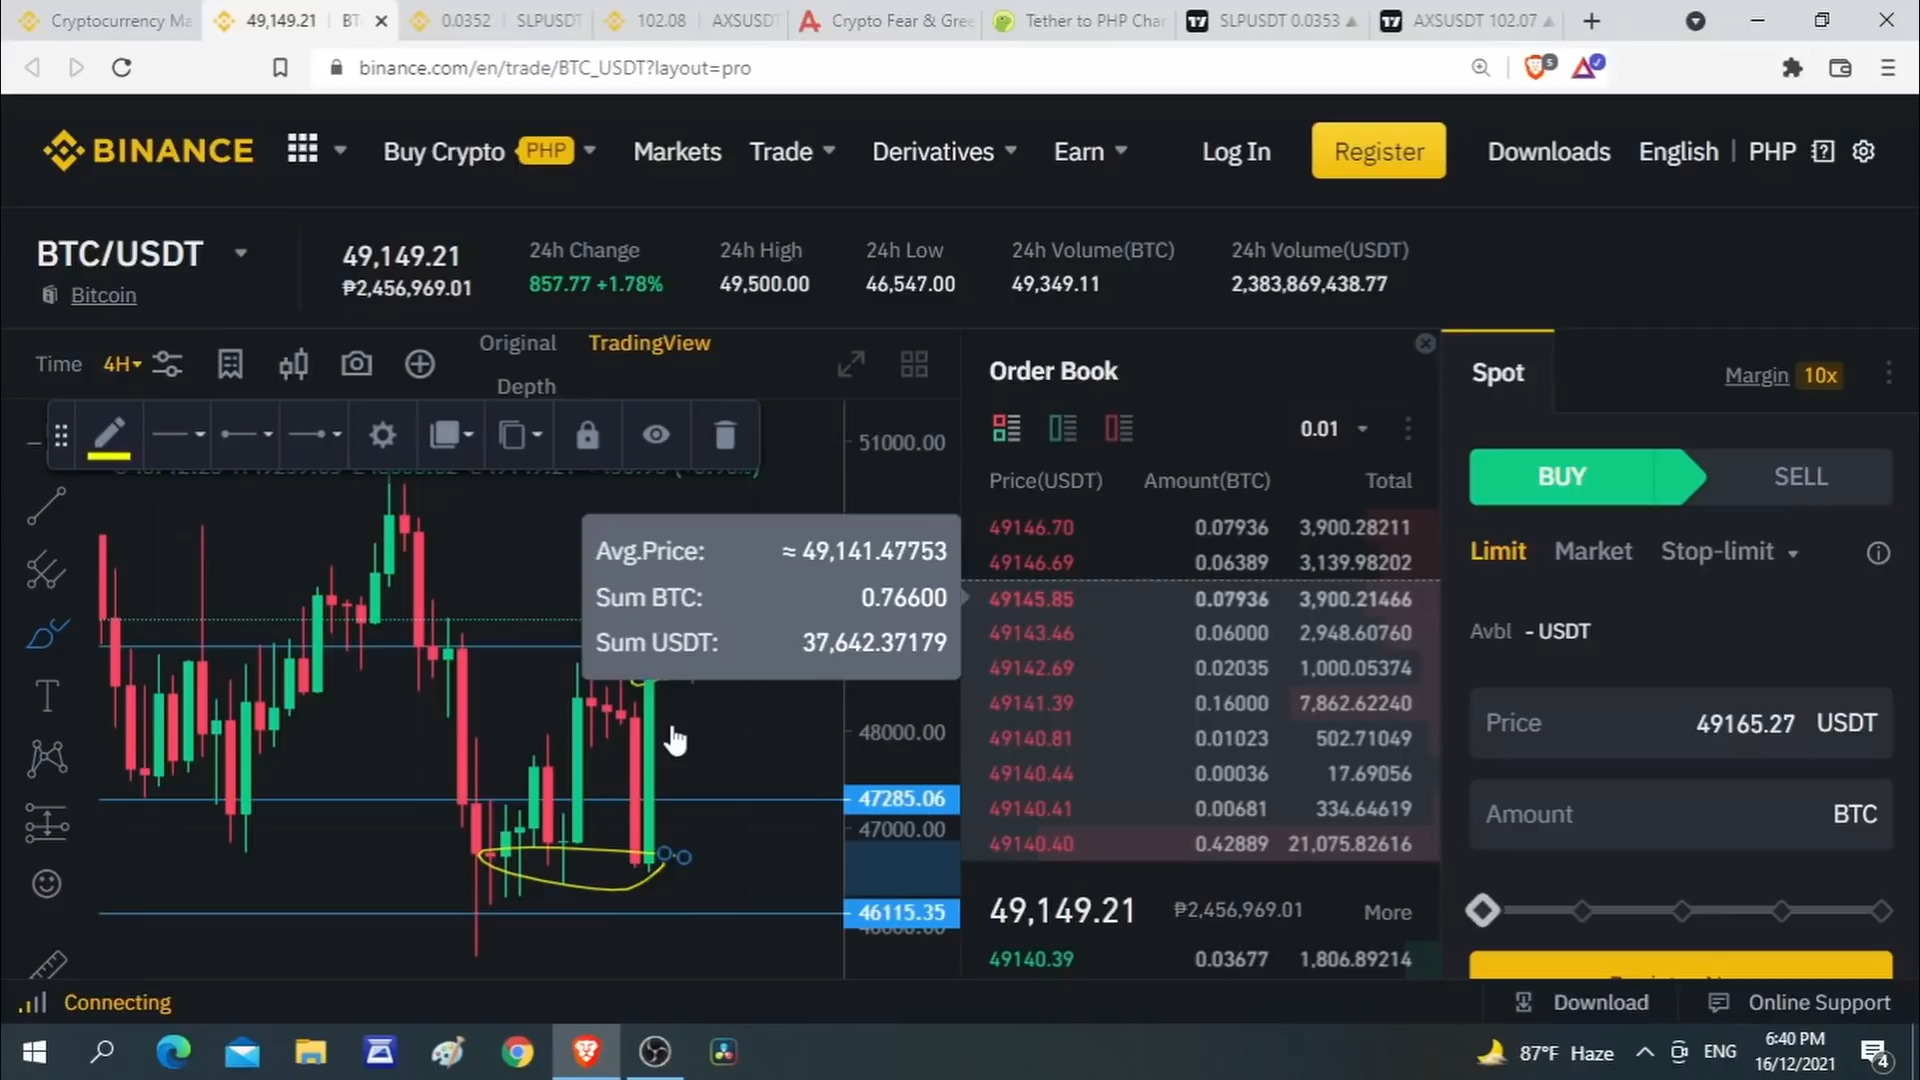 Cryptocurrency Ma
49,149.21 BT
0.0352 SLPUSDT
102.08 AXSUSDT
Crypto Fear & Gre
Tether to PHP Char
SLPUSDT 0.0353
AXSUSDT 102.07
binance.com/en/trade/BTC_USDT?layout=pro
5
BINANCE
Buy Crypto PHP
Markets
Trade
Derivatives
Earn
Log In
Register
Downloads
English
PHP
BTC/USDT
Bitcoin
49,149.21
₱2,456,969.01
24h Change
857.77 +1.78%
24h High
49,500.00
24h Low
46,547.00
24h Volume(BTC)
49,349.11
24h Volume(USDT)
2,383,869,438.77
Time 4H
Original
TradingView
Depth
51000.00
48000.00
47285.06
47000.00
46115.35
Avg.Price: ≈ 49,141.47753
Sum BTC: 0.76600
Sum USDT: 37,642.37179
Order Book
0.01
Price(USDT) Amount(BTC) Total
49146.70 0.07936 3,900.28211
49146.69 0.06389 3,139.98202
49145.85 0.07936 3,900.21466
49143.46 0.06000 2,948.60760
49142.69 0.02035 1,000.05374
49141.39 0.16000 7,862.62240
49140.81 0.01023 502.71049
49140.44 0.00036 17.69056
49140.41 0.00681 334.64619
49140.40 0.42889 21,075.82616
49,149.21 ₱2,456,969.01 More
49140.39 0.03677 1,806.89214
Spot
Margin 10x
BUY
SELL
Limit Market Stop-limit
Avbl - USDT
Price 49165.27 USDT
Amount BTC
Connecting
Download
Online Support
87°F Haze
ENG
6:40 PM
16/12/2021
4